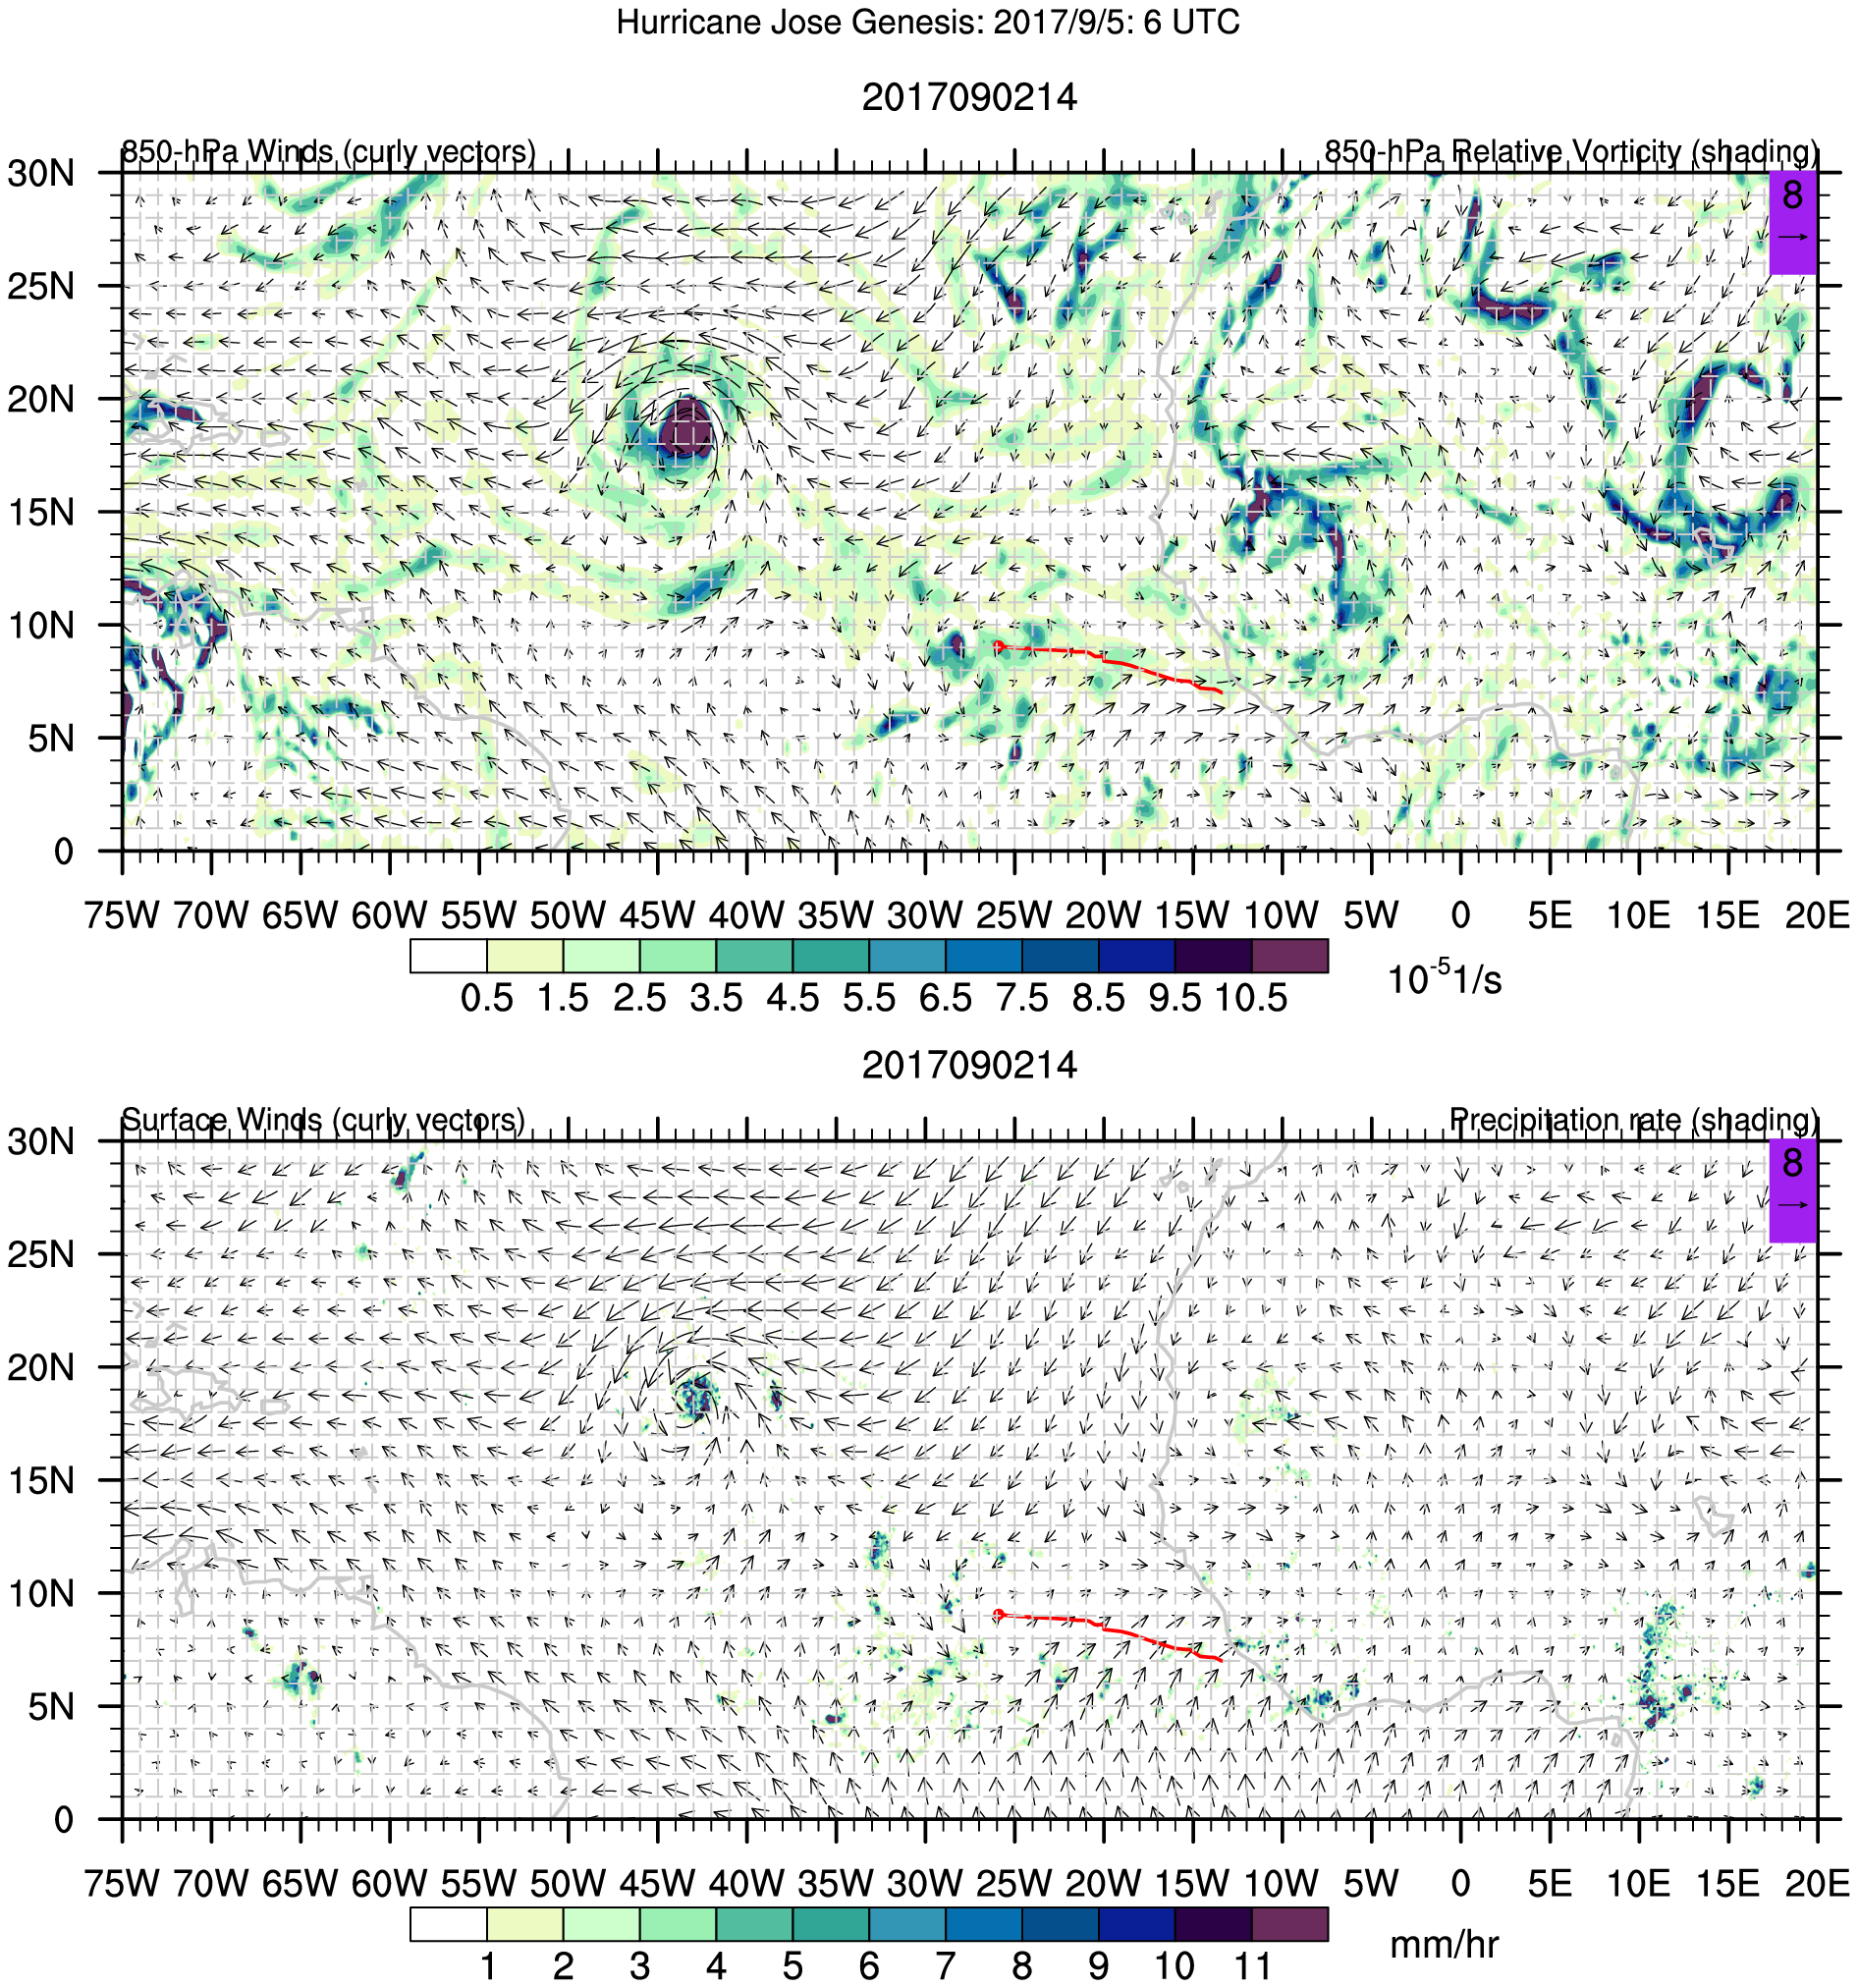 Hurricane Jose Genesis: 2017/9/5: 6 UTC
2017090214
850-hPa Winds (curly vectors) 850-hPa Relative Vorticity (shading)
30N
8
25N
20N
15N
10N
5N
0
75W 70W 65W 60W 55W 50W 45W 40W 35W 30W 25W 20W 15W 10W 5W 0 5E 10E 15E 20E
0.5 1.5 2.5 3.5 4.5 5.5 6.5 7.5 8.5 9.5 10.5
10⁻⁵1/s
2017090214
Surface Winds (curly vectors) Precipitation rate (shading)
30N
8
25N
20N
15N
10N
5N
0
75W 70W 65W 60W 55W 50W 45W 40W 35W 30W 25W 20W 15W 10W 5W 0 5E 10E 15E 20E
1 2 3 4 5 6 7 8 9 10 11
mm/hr